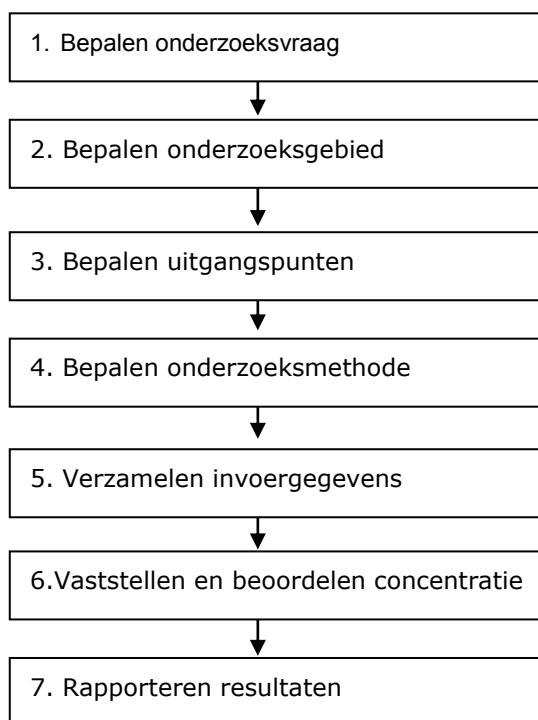 1. Bepalen onderzoeksvraag
2. Bepalen onderzoeksgebied
3. Bepalen uitgangspunten
4. Bepalen onderzoeksmethode
5. Verzamelen invoergegevens
6.Vaststellen en beoordelen concentratie
7. Rapporteren resultaten